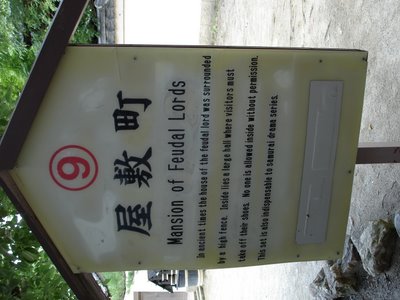 ⑨
屋敷町
Mansion of Feudal Lords
In ancient times the house of the feudal lord was surrounded
by a high fence. Inside lies a large hall where visitors must
take off their shoes. No one is allowed inside without permission.
This set is also indispensable to samurai drama series.